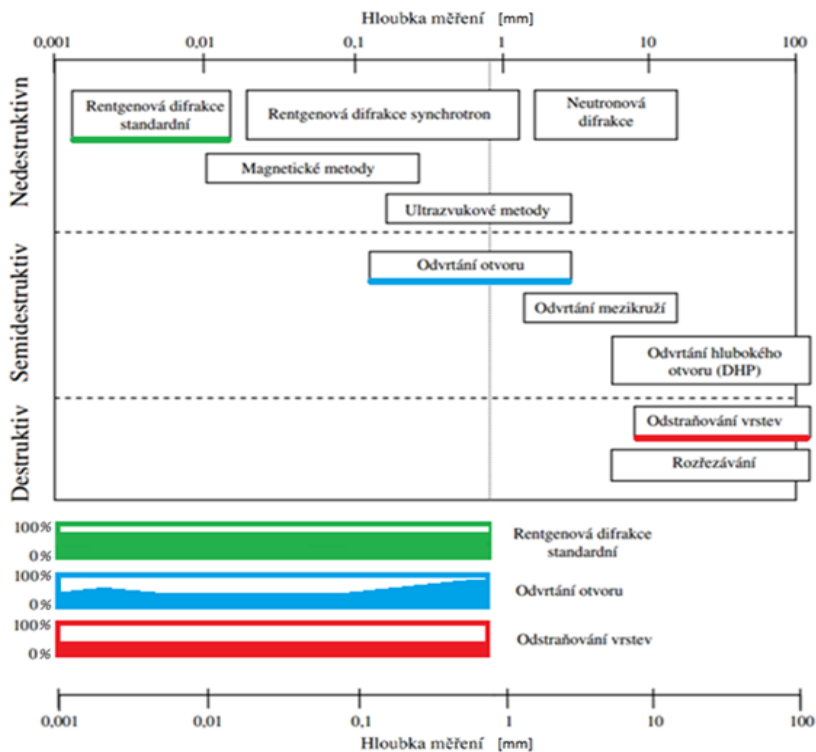 Hloubka měření [mm]
0,001 0,01 0,1 1 10 100
Nedestruktivn
Rentgenová difrakce
standardní
Rentgenová difrakce synchrotron
Neutronová
difrakce
Magnetické metody
Ultrazvukové metody
Semidestruktiv
Odvrtání otvoru
Odvrtání mezikruží
Odvrtání hlubokého
otvoru (DHP)
Destruktiv
Odstraňování vrstev
Rozřezávání
100%
0%
Rentgenová difrakce
standardní
100%
0%
Odvrtání otvoru
100%
0%
Odstraňování vrstev
0,001 0,01 0,1 1 10 100
Hloubka měření [mm]